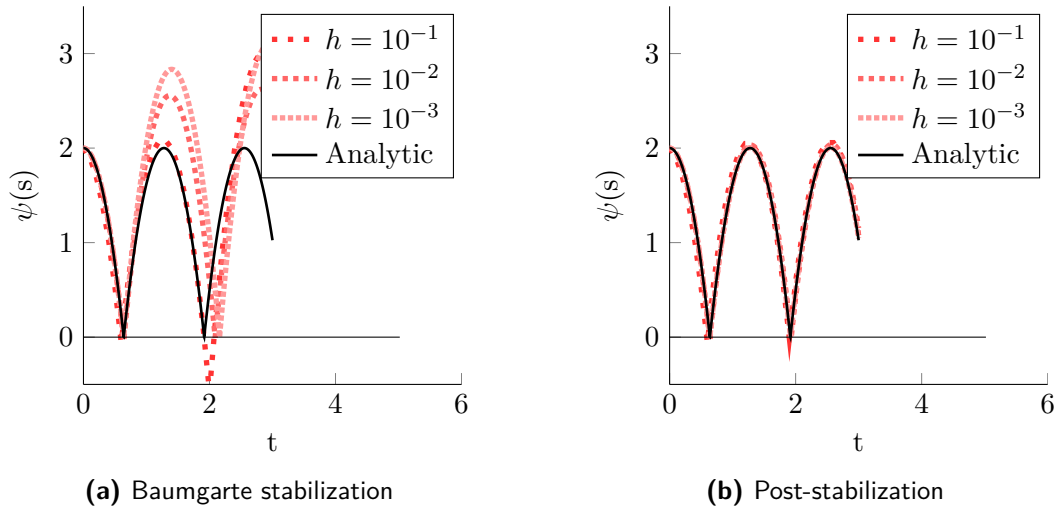 h = 10⁻¹
h = 10⁻²
h = 10⁻³
Analytic
3
2
1
0
ψ(s)
0 2 4 6
t
(a) Baumgarte stabilization
h = 10⁻¹
h = 10⁻²
h = 10⁻³
Analytic
3
2
1
0
ψ(s)
0 2 4 6
t
(b) Post-stabilization